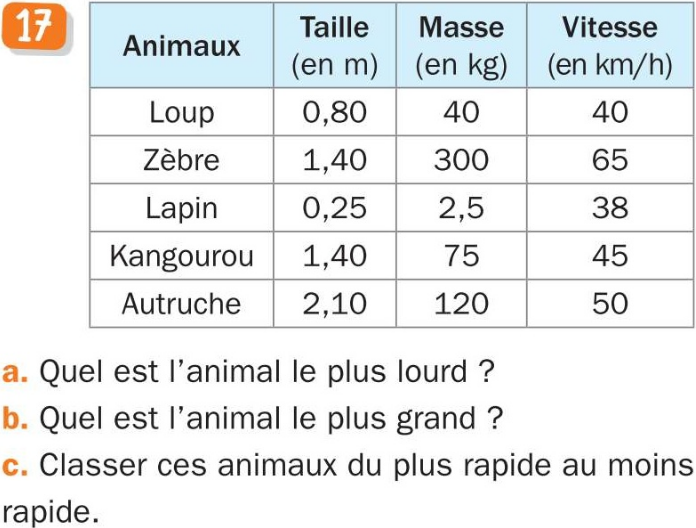 17
Animaux Taille (en m) Masse (en kg) Vitesse (en km/h)
Loup 0,80 40 40
Zèbre 1,40 300 65
Lapin 0,25 2,5 38
Kangourou 1,40 75 45
Autruche 2,10 120 50
a. Quel est l'animal le plus lourd ?
b. Quel est l'animal le plus grand ?
c. Classer ces animaux du plus rapide au moins
rapide.